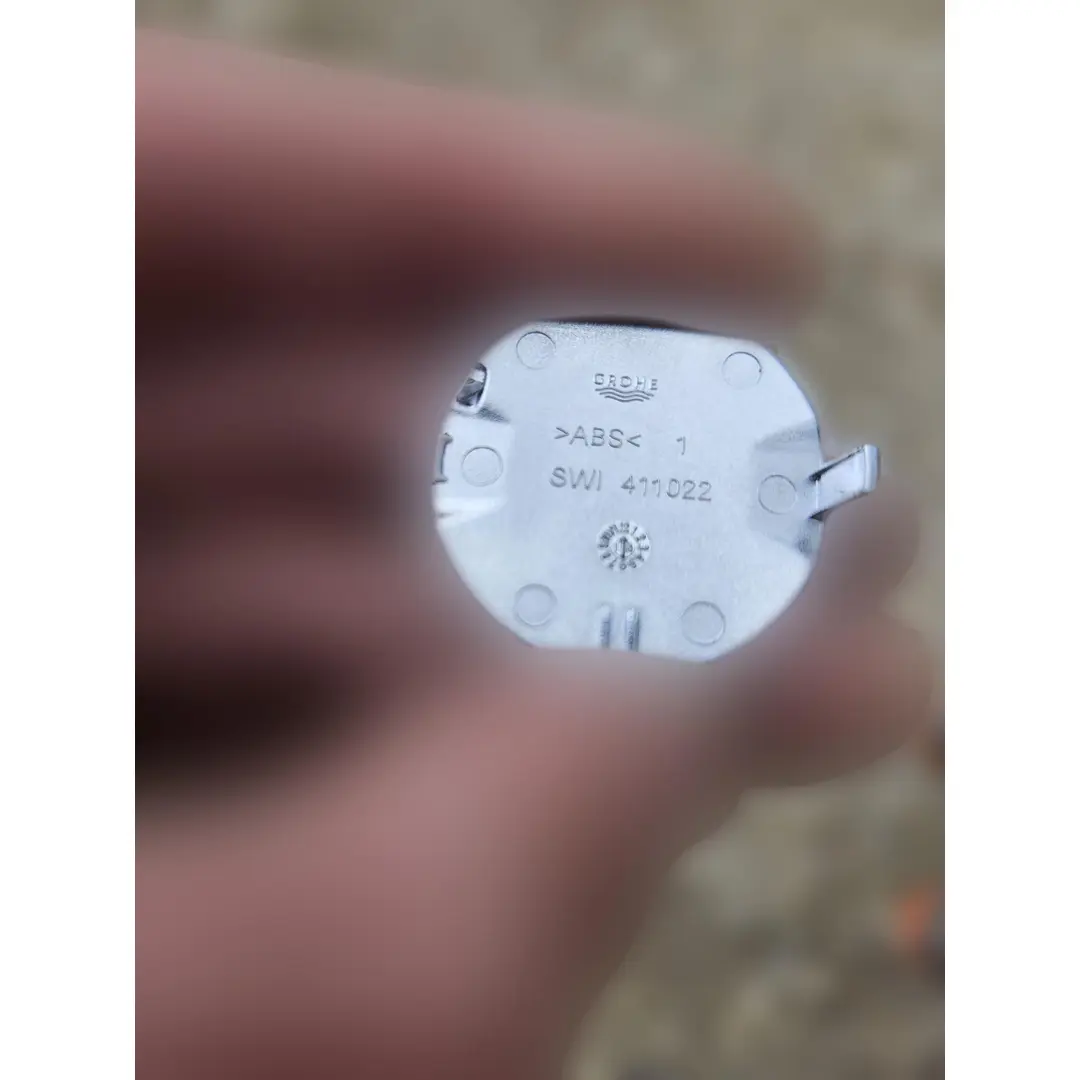 GROHE
>ABS< 1
SWI 411022